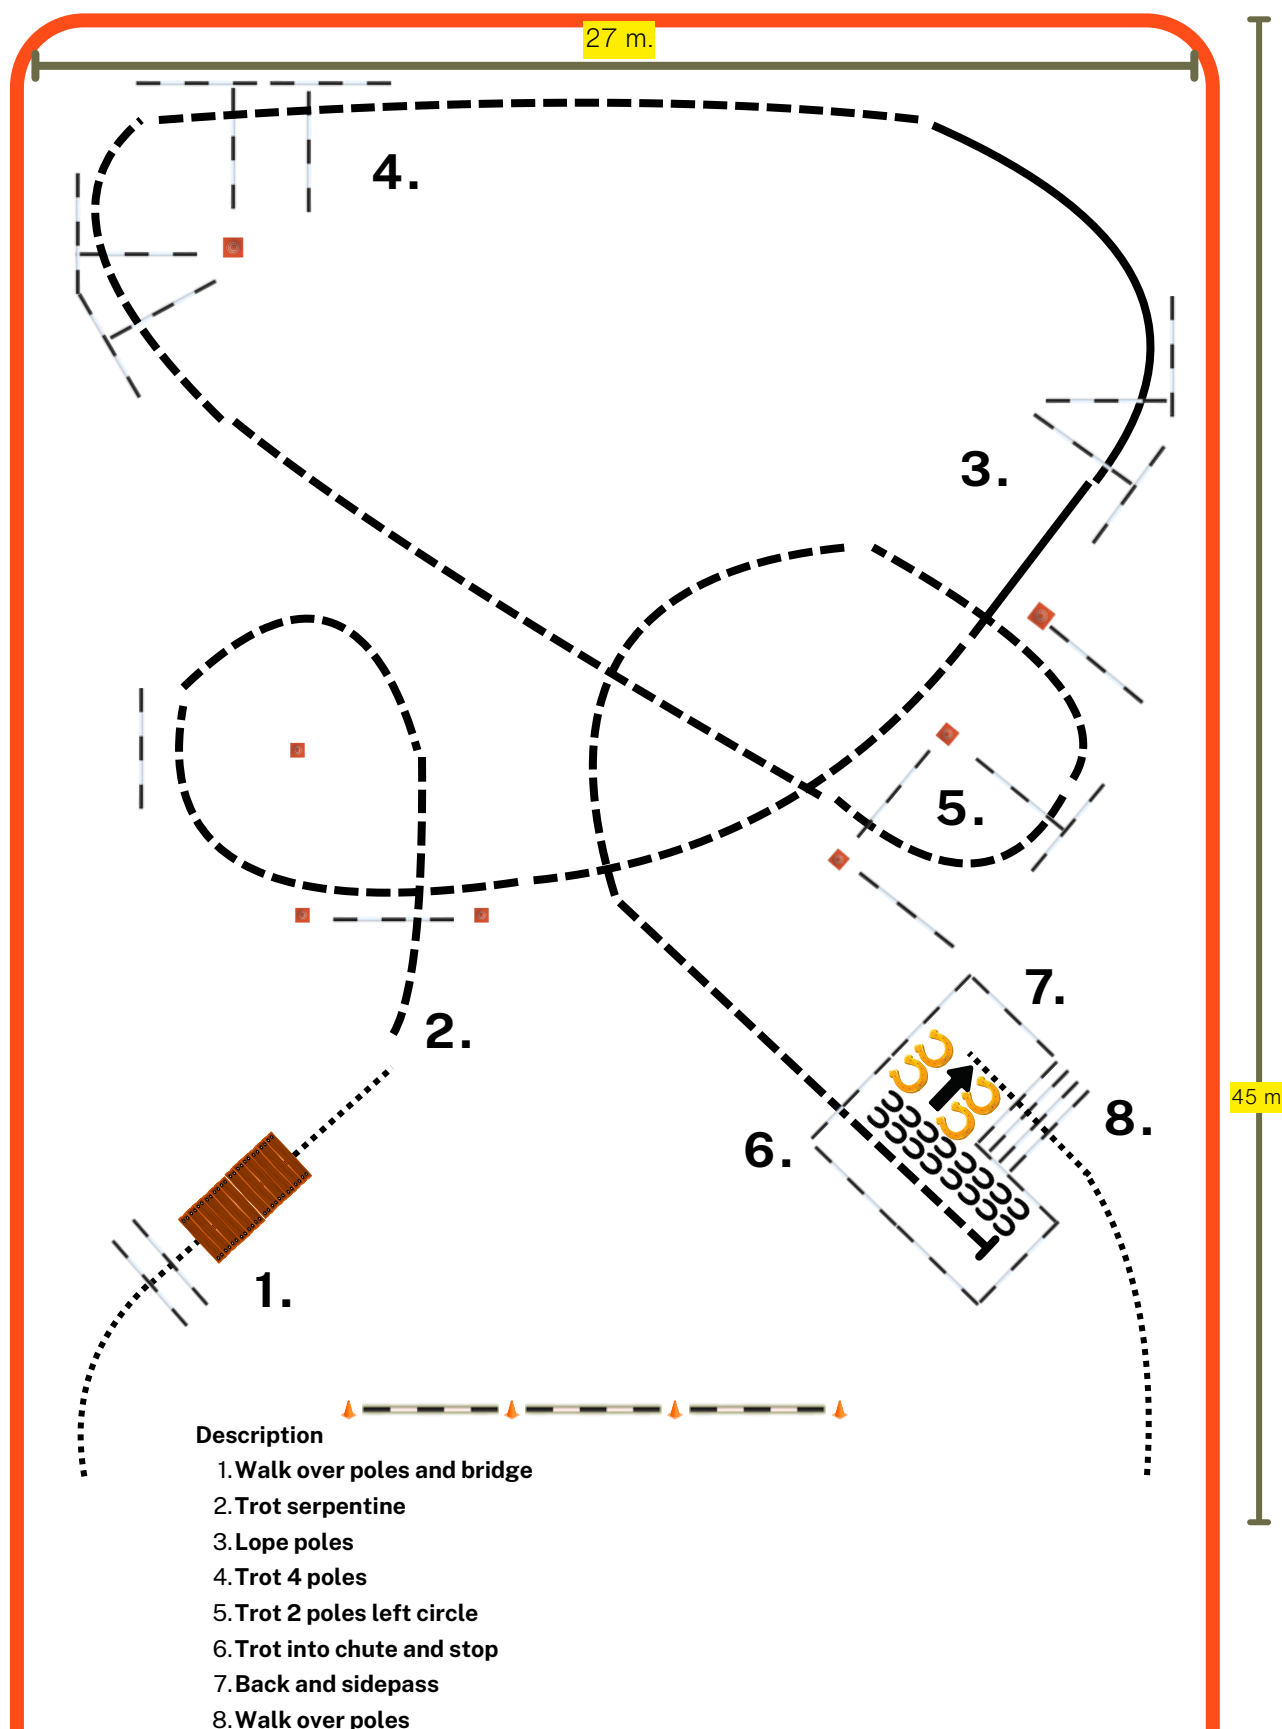 27 m.
4.
3.
5.
2.
7.
45 m
8.
6.
1.
Description
1. Walk over poles and bridge
2. Trot serpentine
3. Lope poles
4. Trot 4 poles
5. Trot 2 poles left circle
6. Trot into chute and stop
7. Back and sidepass
8. Walk over poles